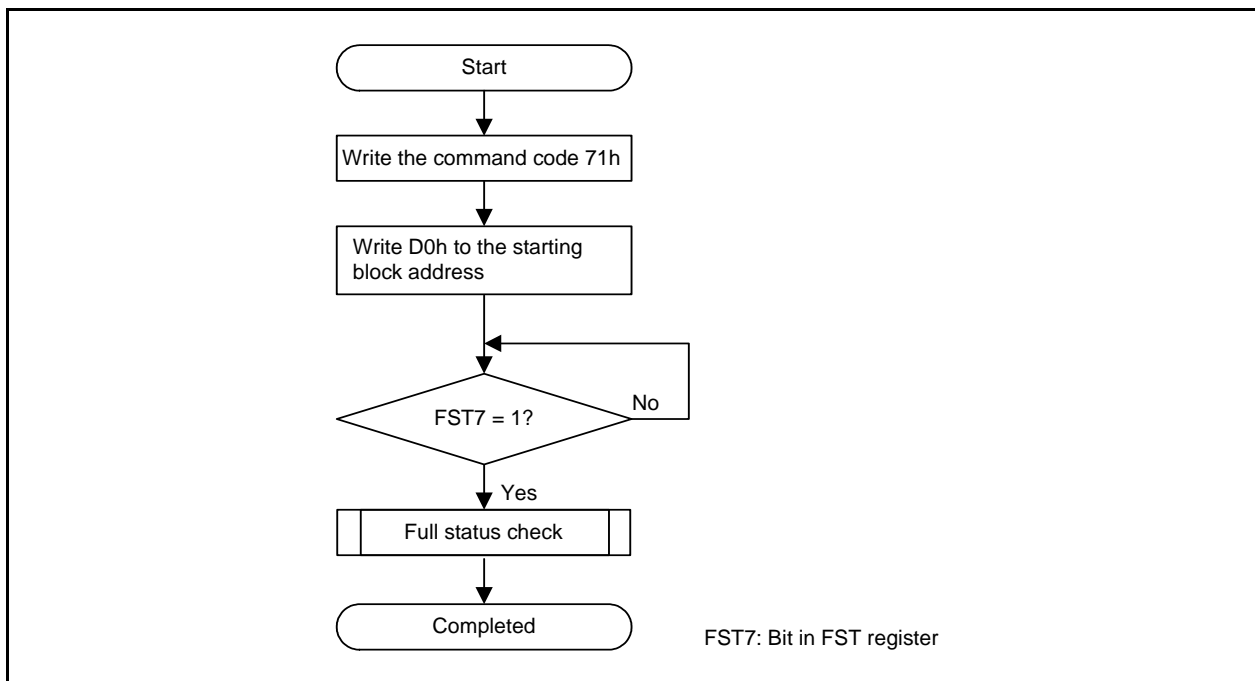 Start
Write the command code 71h
Write D0h to the starting
block address
No
FST7 = 1?
Yes
Full status check
Completed
FST7: Bit in FST register